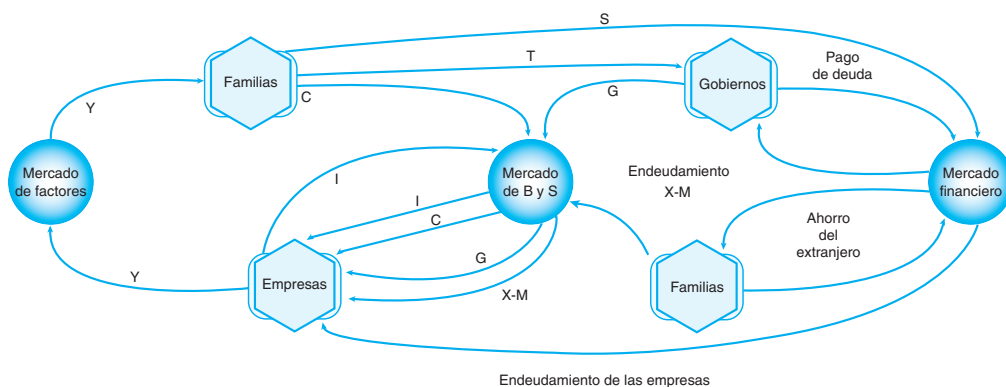 S
T
C
Familias
Y
Mercado
de factores
Y
I
Empresas
I
C
G
X-M
Mercado
de B y S
G
Gobiernos
Pago
de deuda
Endeudamiento
X-M
Mercado
financiero
Ahorro
del
extranjero
Familias
Endeudamiento de las empresas